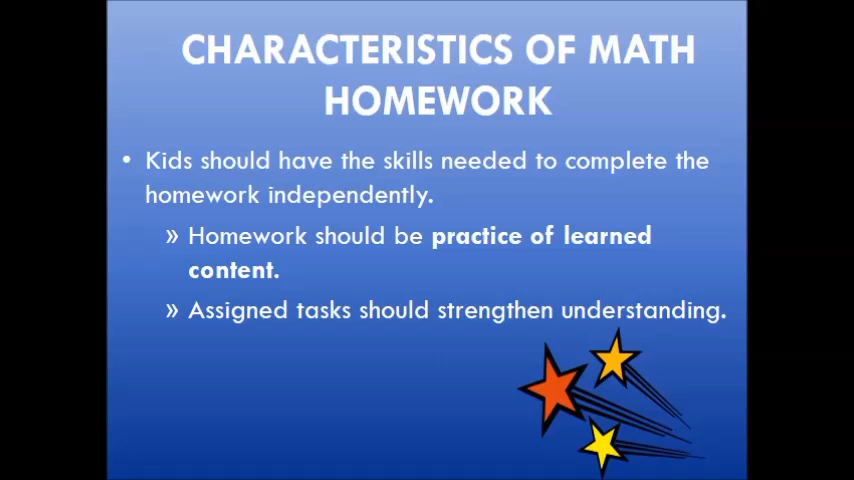 CHARACTERISTICS OF MATH
HOMEWORK
• Kids should have the skills needed to complete the
homework independently.
» Homework should be practice of learned
content.
» Assigned tasks should strengthen understanding.